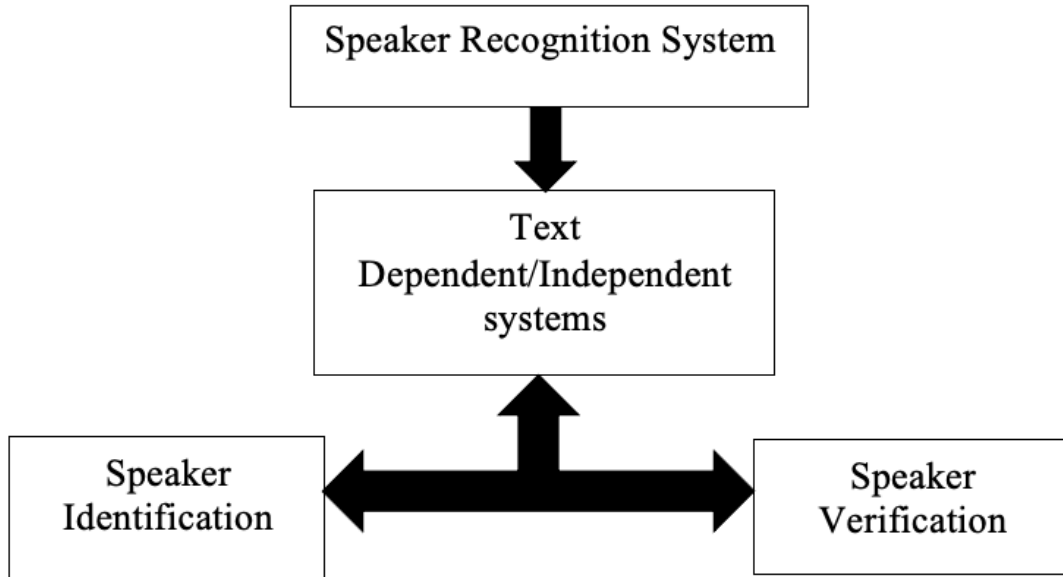 Speaker Recognition System
Text
Dependent/Independent
systems
Speaker
Identification
Speaker
Verification